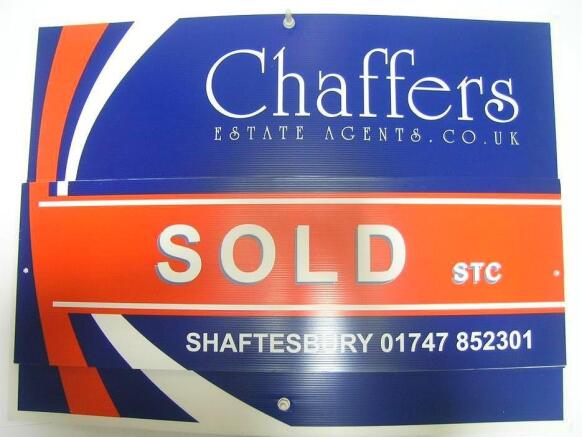 Chaffers
ESTATE AGENTS.CO.UK
SOLD STC
SHAFTESBURY 01747 852301